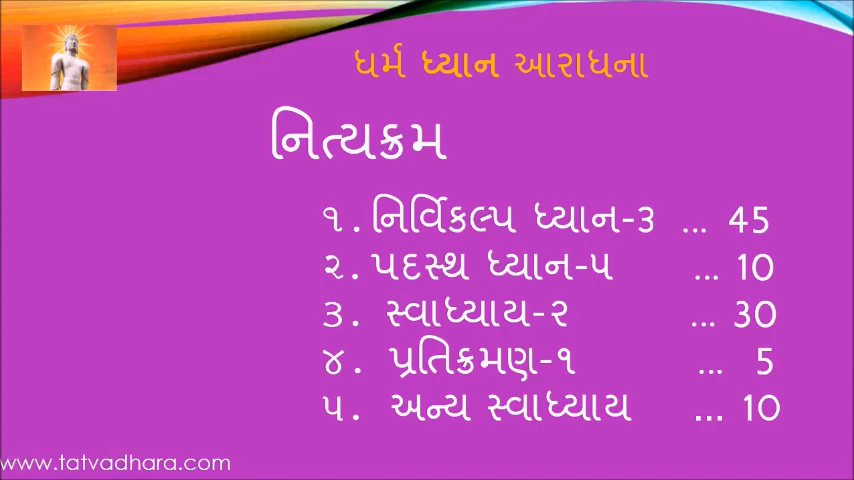 ધર્મ ધ્યાન આરાધના
નિત્યક્રમ
૧. નિર્વિકલ્પ ધ્યાન-૩ ... 45
૨. પદસ્થ ધ્યાન-૫ ... 10
૩. સ્વાધ્યાય-૨ ... 30
૪. પ્રતિક્રમણ-૧ ... 5
૫. અન્ય સ્વાધ્યાય ... 10
www.tatvadhara.com